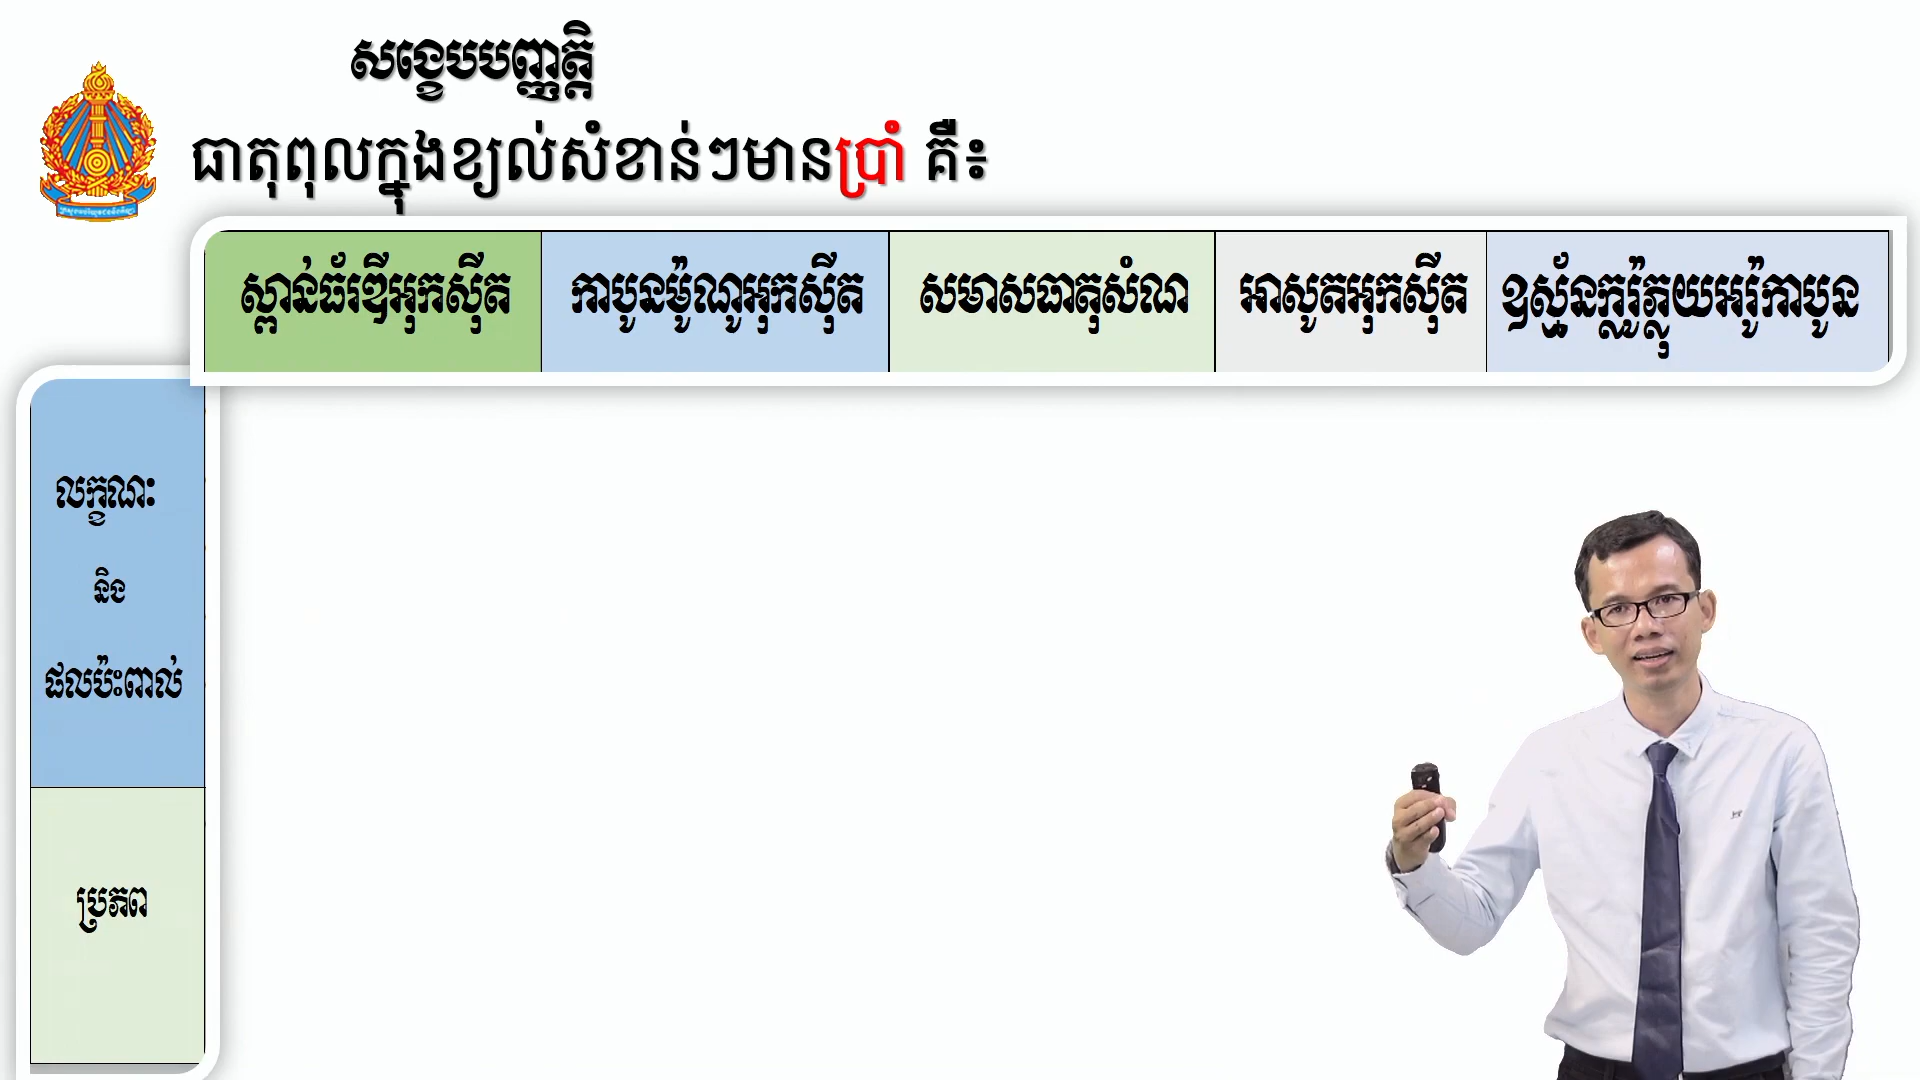 សង្ខេបបញ្ញត្តិ
ធាតុពុលក្នុងខ្យល់សំខាន់ៗមានប្រាំ គឺ៖
ស្ពាន់ធ័រឌីអុកស៊ីត កាបូនម៉ូណូអុកស៊ីត សមាសធាតុសំណ អាសូតអុកស៊ីត ឧស្ម័នក្លរ៉ូភ្លុយអរ៉ូកាបូន
លក្ខណៈ
និង
ផលប៉ះពាល់
ប្រភព